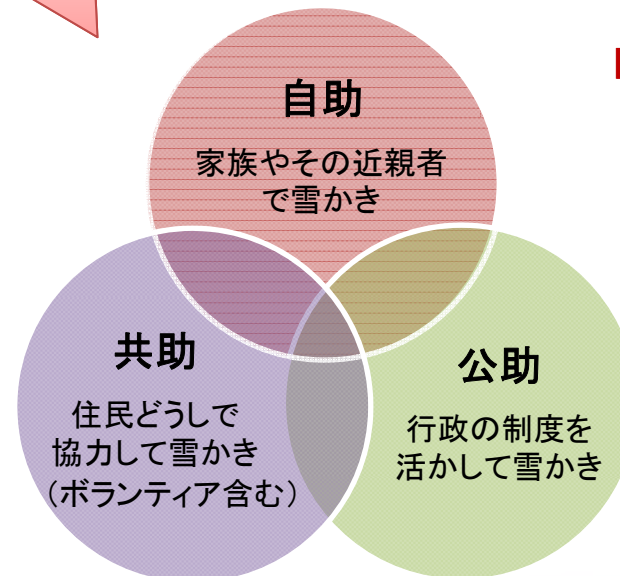 自助
家族やその近親者
で雪かき
共助
住民どうしで
協力して雪かき
（ボランティア含む）
公助
行政の制度を
活かして雪かき